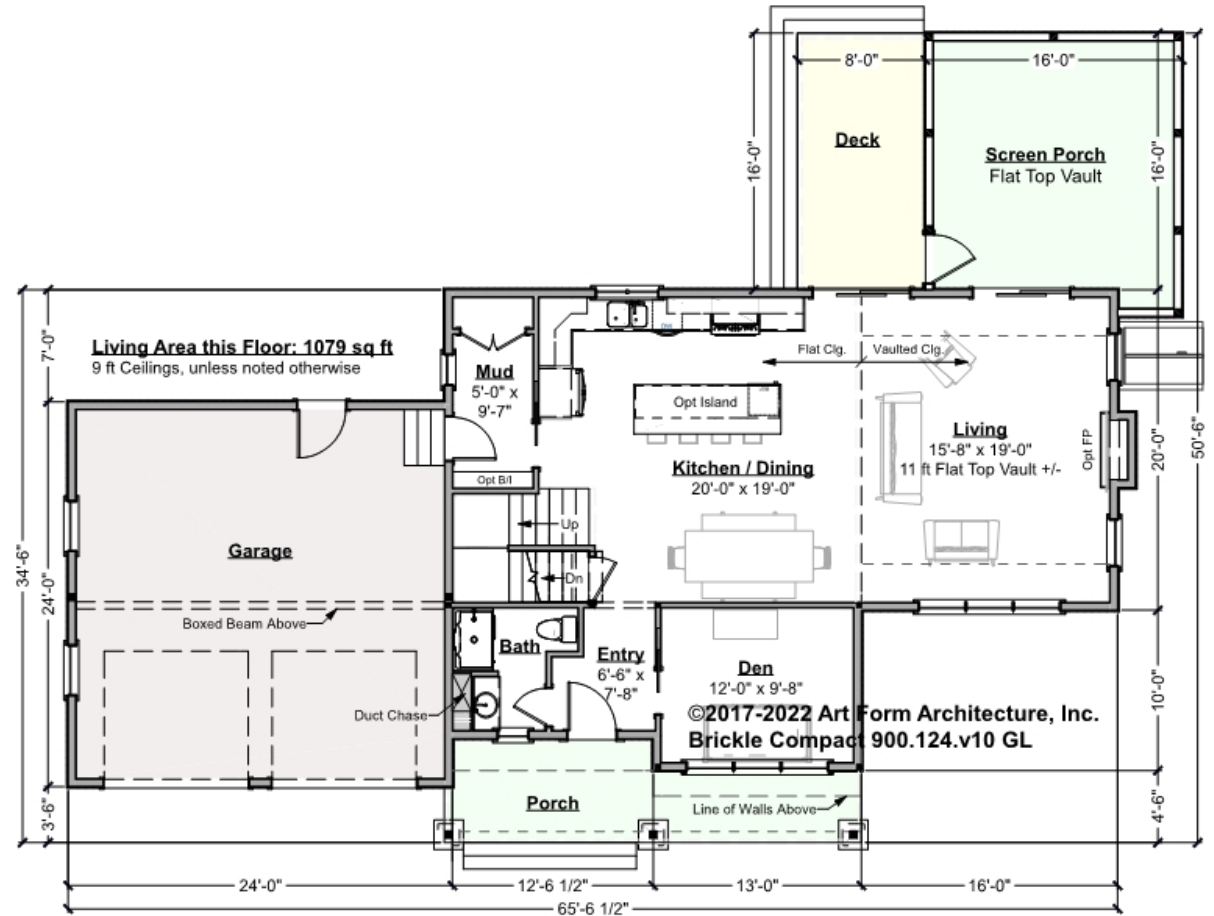 8'-0"
16'-0"
Deck
16'-0"
16'-0"
Screen Porch
Flat Top Vault
Living Area this Floor: 1079 sq ft
9 ft Ceilings, unless noted otherwise
7'-0"
Mud
5'-0" x
9'-7"
Flat Clg.
Vaulted Clg.
Opt Island
Living
15'-8" x 19'-0"
11 ft Flat Top Vault +/-
Opt FP
20'-0"
50'-6"
Kitchen / Dining
20'-0" x 19'-0"
Opt B/I
Up
Dn
Garage
34'-6"
24'-0"
Boxed Beam Above
Bath
Entry
6'-6" x
7'-8"
Den
12'-0" x 9'-8"
Duct Chase
©2017-2022 Art Form Architecture, Inc.
Brickle Compact 900.124.v10 GL
10'-0"
Porch
Line of Walls Above
3'-6"
4'-6"
24'-0"
12'-6 1/2"
13'-0"
16'-0"
65'-6 1/2"